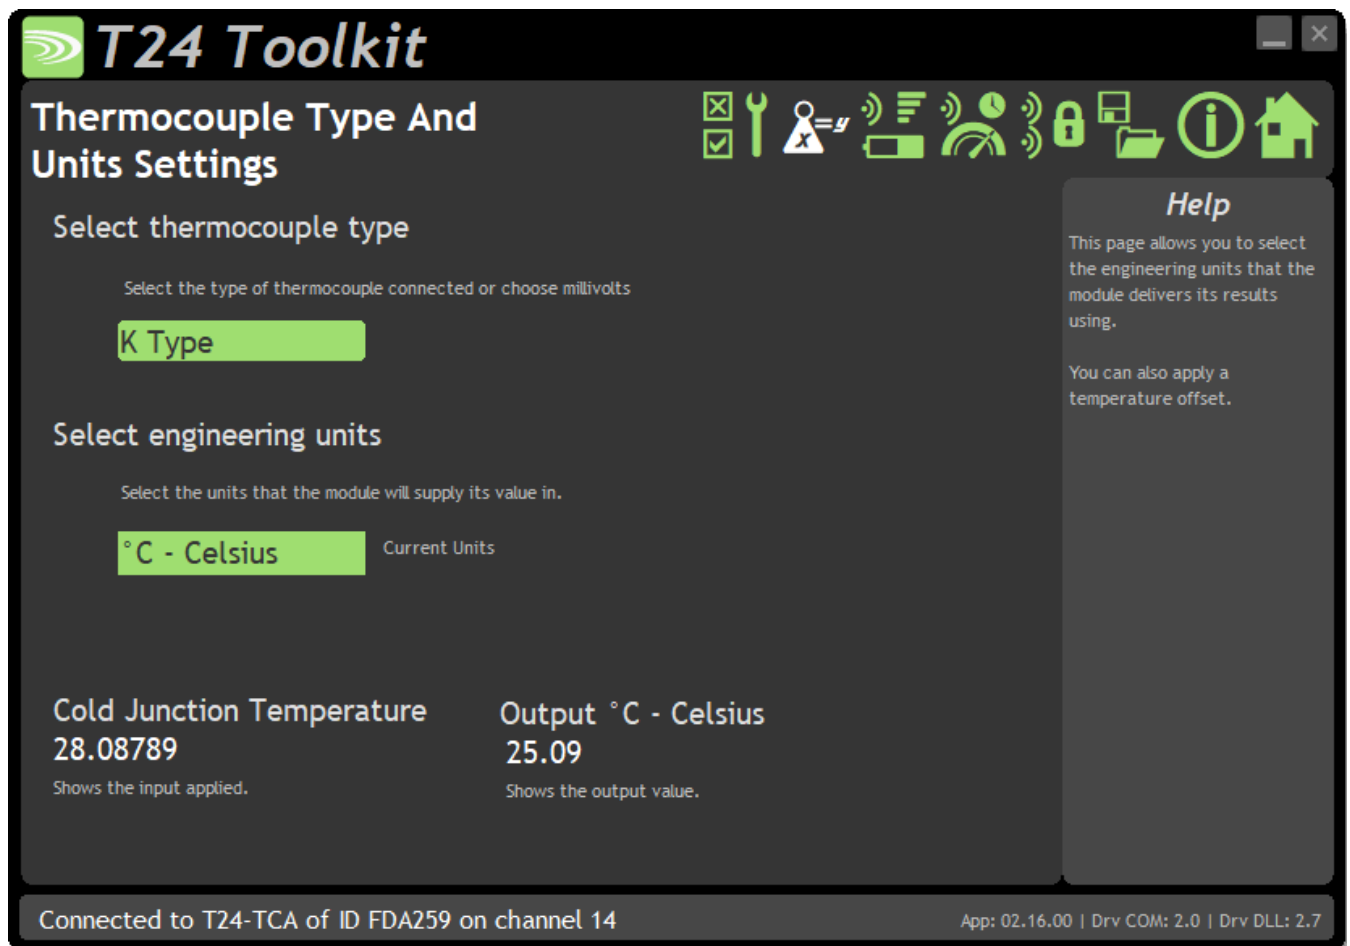 T24 Toolkit
Thermocouple Type And
Units Settings
x=y
Select thermocouple type
Select the type of thermocouple connected or choose millivolts
K Type
Select engineering units
Select the units that the module will supply its value in.
°C - Celsius
Current Units
Cold Junction Temperature
28.08789
Shows the input applied.
Output °C - Celsius
25.09
Shows the output value.
Help
This page allows you to select
the engineering units that the
module delivers its results
using.
You can also apply a
temperature offset.
Connected to T24-TCA of ID FDA259 on channel 14
App: 02.16.00 | Drv COM: 2.0 | Drv DLL: 2.7